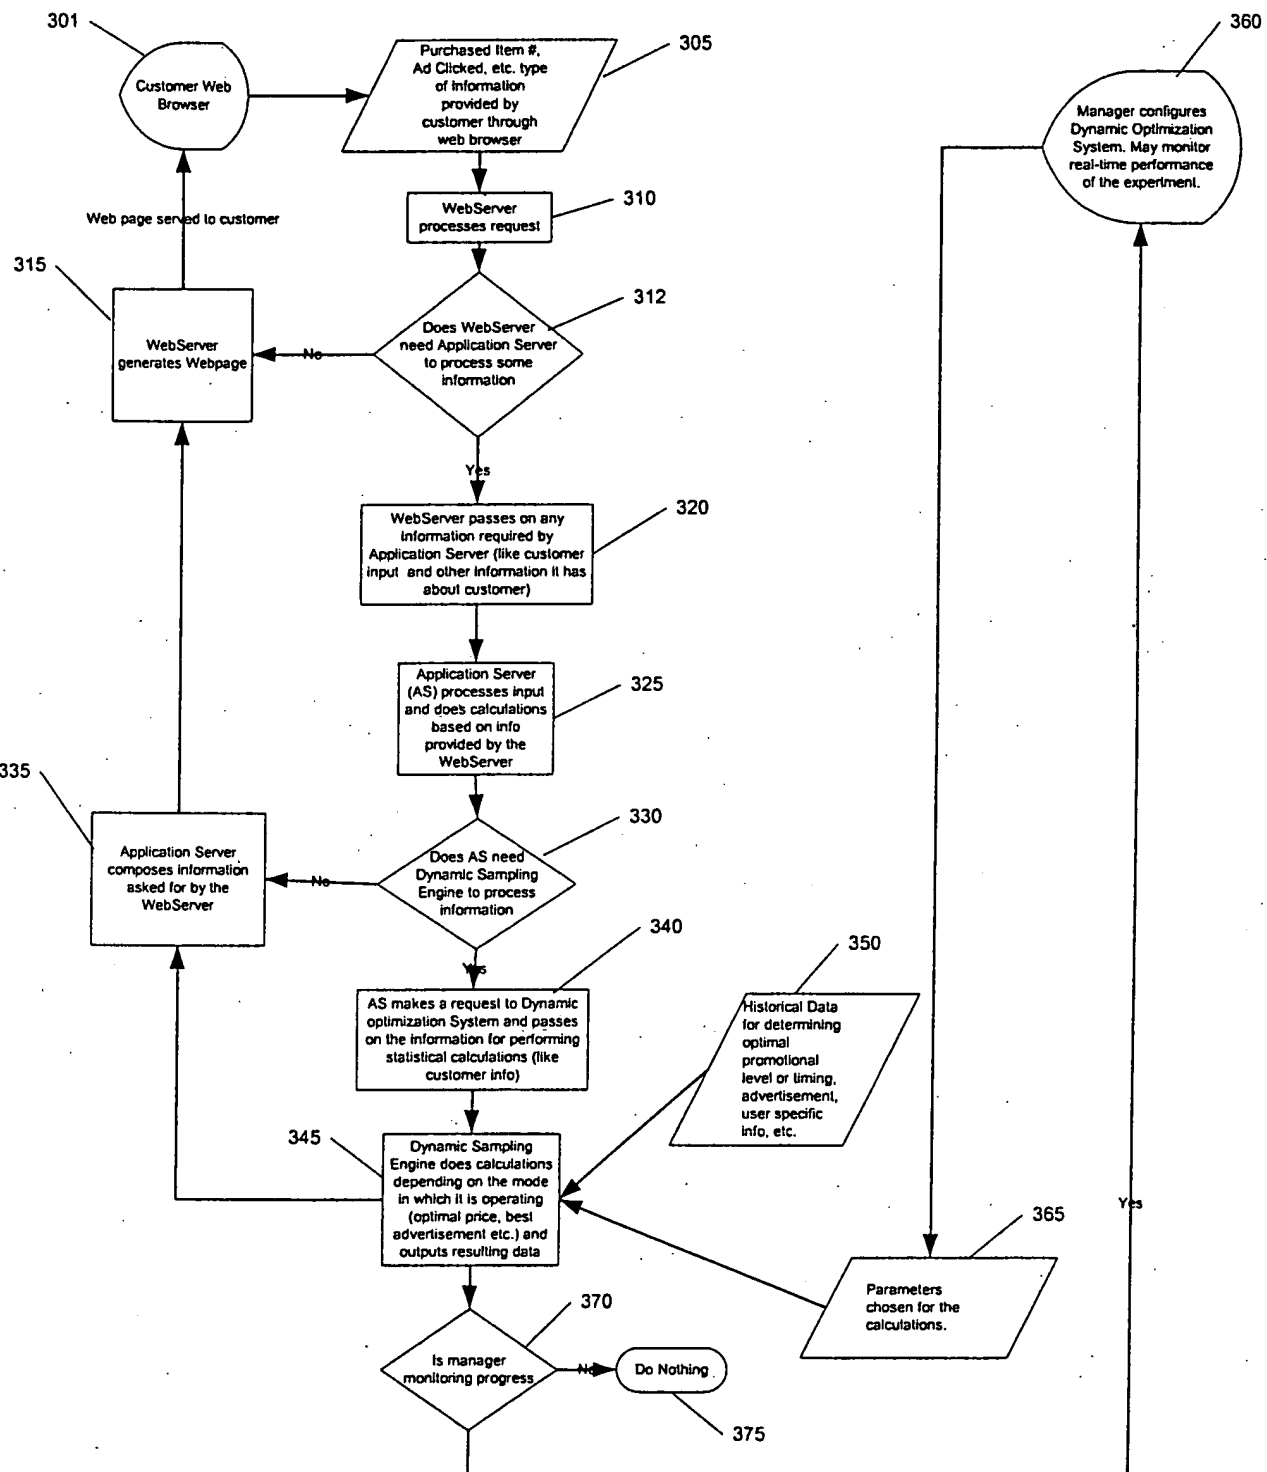 301
Customer Web
Browser
Purchased Item #,
Ad Clicked, etc. type
of information
provided by
customer through
web browser
305
360
Manager configures
Dynamic Optimization
System. May monitor
real-time performance
of the experiment.
WebServer
processes request
310
Web page served to customer
315
WebServer
generates Webpage
312
Does WebServer
need Application Server
to process some
information
No
Yes
320
WebServer passes on any
information required by
Application Server (like customer
input and other information it has
about customer)
325
Application Server
(AS) processes input
and does calculations
based on info
provided by the
WebServer
335
Application Server
composes information
asked for by the
WebServer
330
Does AS need
Dynamic Sampling
Engine to process
information
No
Yes
340
AS makes a request to Dynamic
optimization System and passes
on the information for performing
statistical calculations (like
customer info)
350
Historical Data
for determining
optimal
promotional
level or timing,
advertisement,
user specific
info, etc.
345
Dynamic Sampling
Engine does calculations
depending on the mode
in which it is operating
(optimal price, best
advertisement etc.) and
outputs resulting data
Yes
365
Parameters
chosen for the
calculations.
370
Is manager
monitoring progress
No
Do Nothing
375